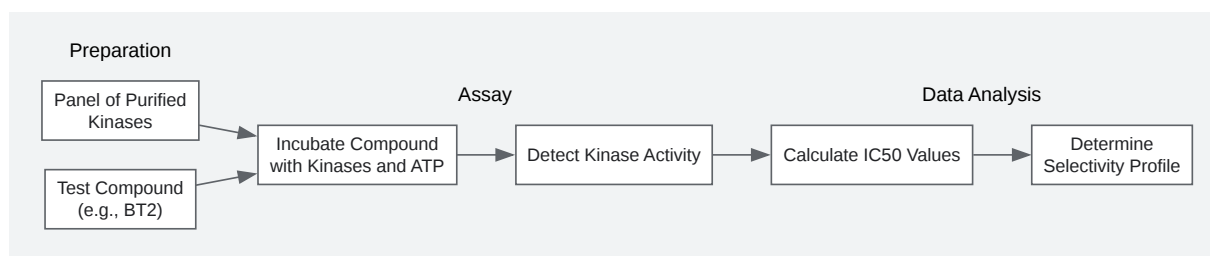 Preparation
Panel of Purified
Kinases
Test Compound
(e.g., BT2)
Assay
Incubate Compound
with Kinases and ATP
Detect Kinase Activity
Data Analysis
Calculate IC50 Values
Determine
Selectivity Profile